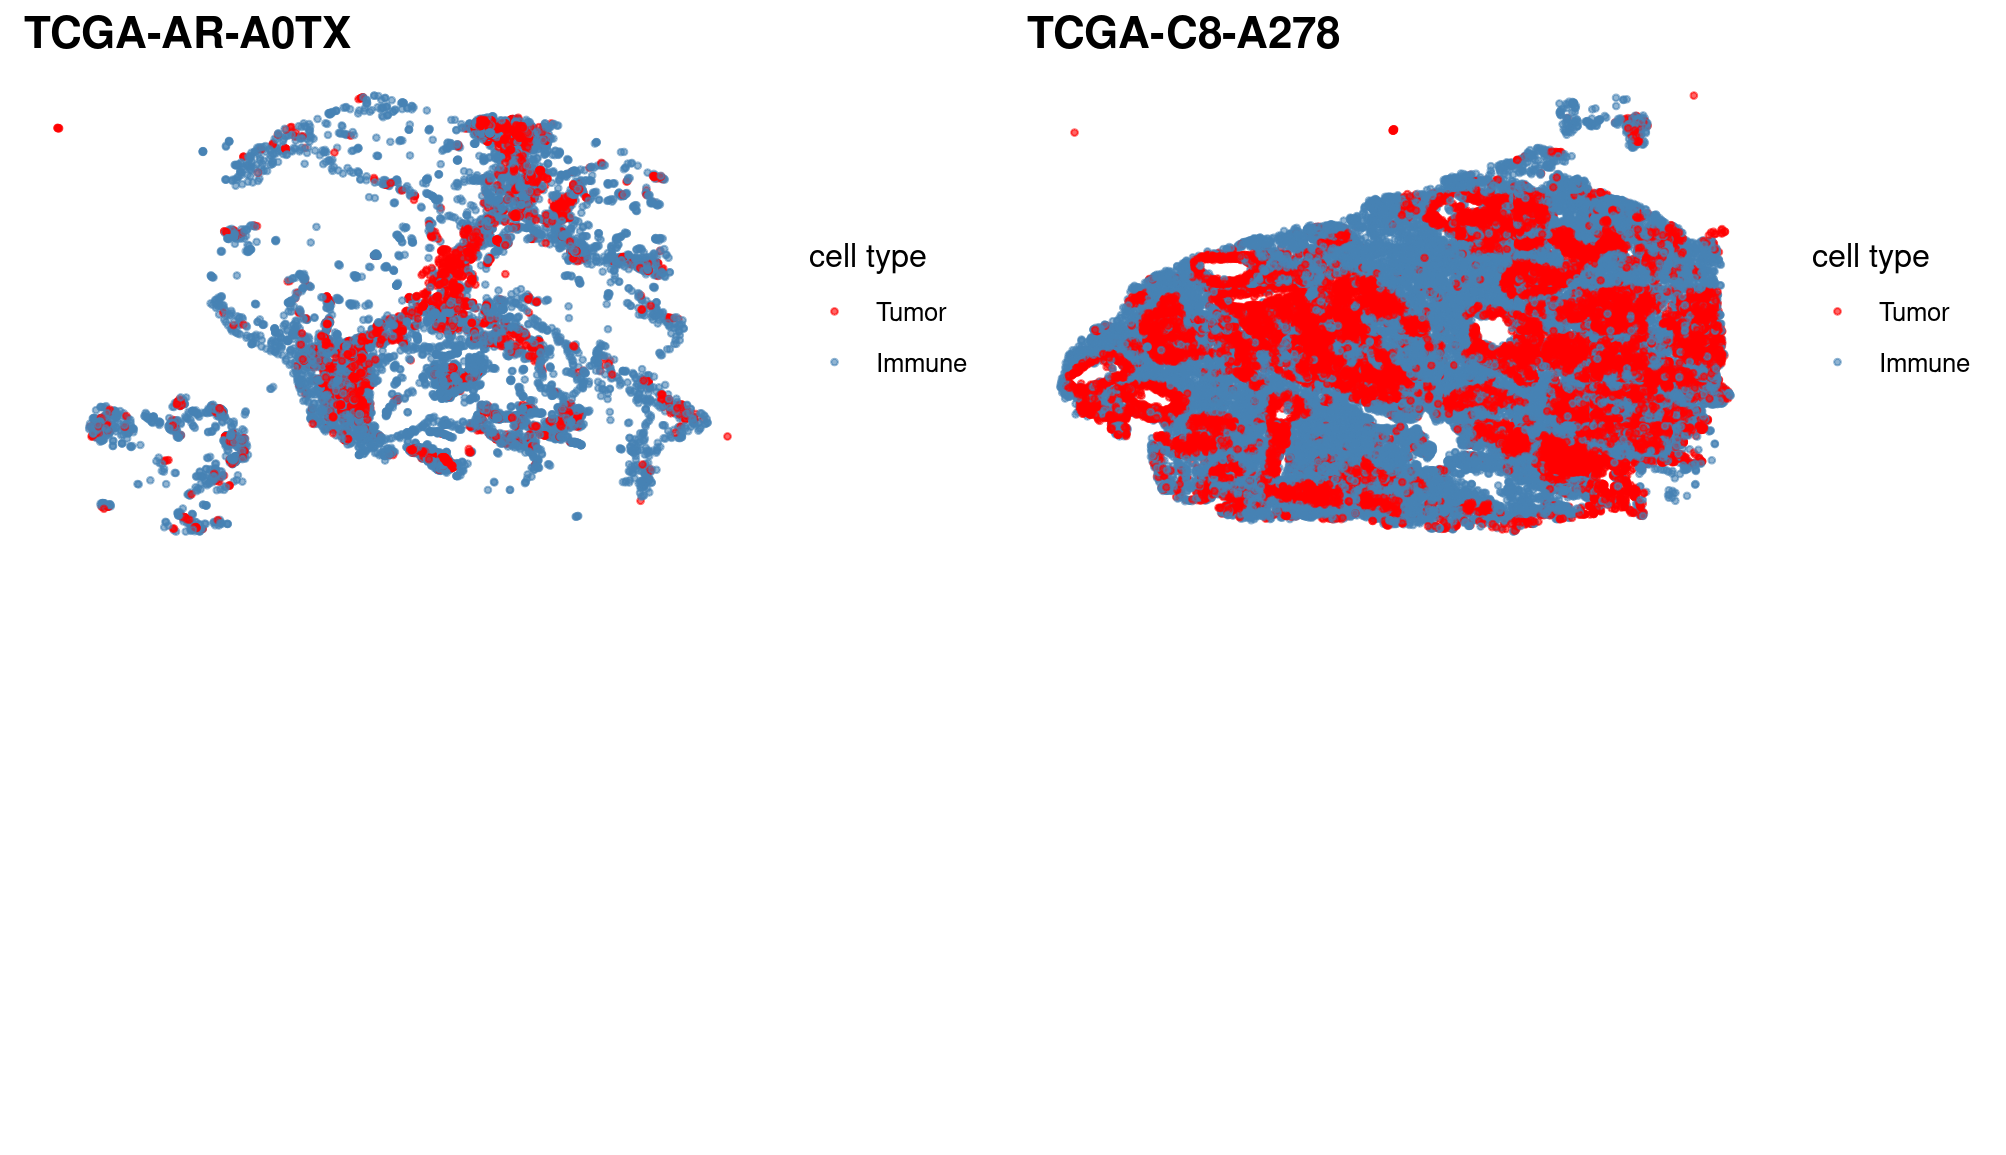 TCGA-AR-A0TX
cell type
Tumor
Immune
TCGA-C8-A278
cell type
Tumor
Immune